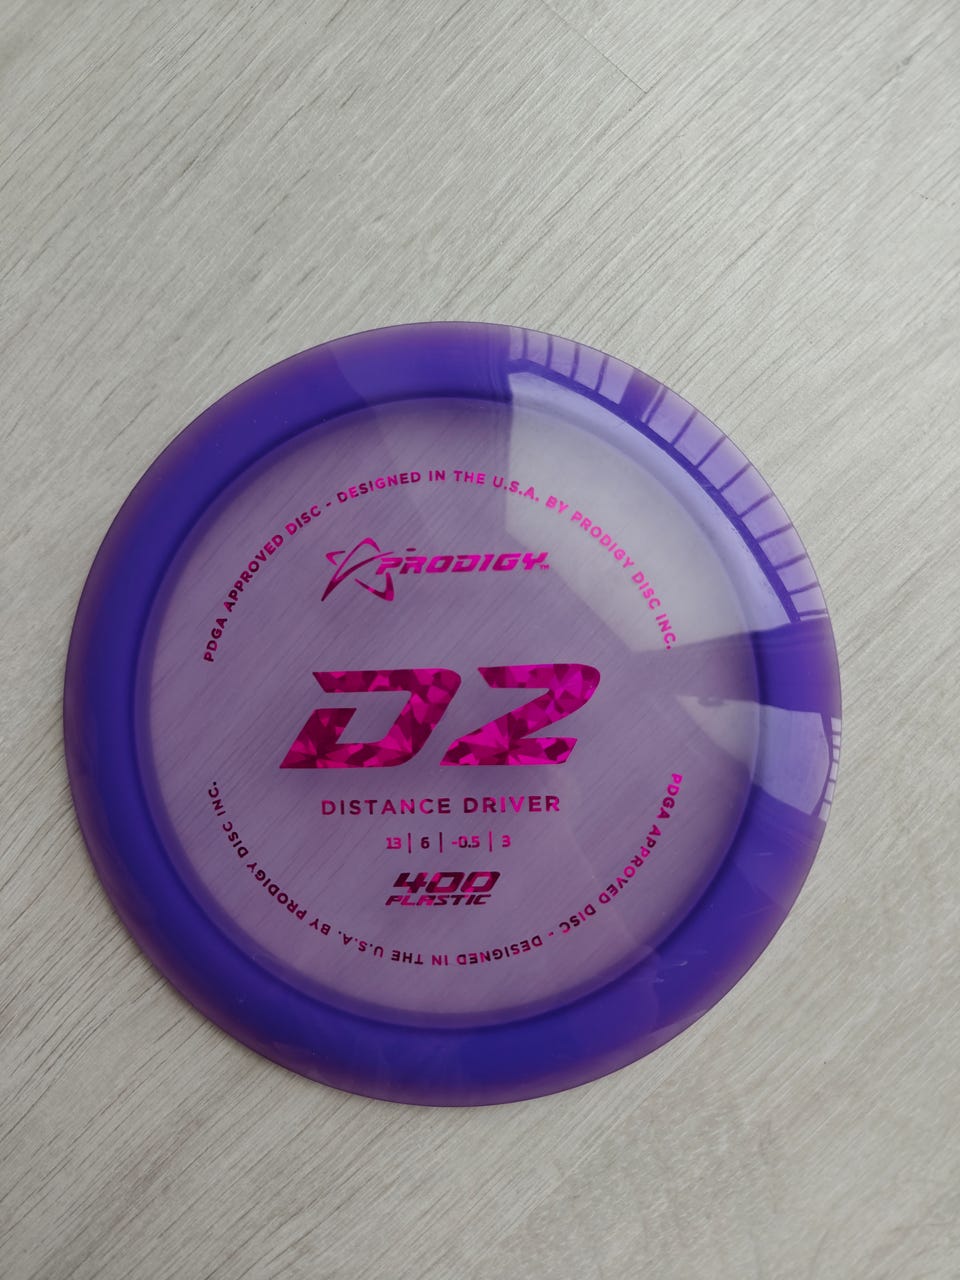 PDGA APPROVED DISC - DESIGNED IN THE U.S.A. BY PRODIGY DISC INC.
PRODIGY™
D2
DISTANCE DRIVER
13 | 6 | -0.5 | 3
400
PLASTIC
PDGA APPROVED DISC - DESIGNED IN THE U.S.A. BY PRODIGY DISC INC.